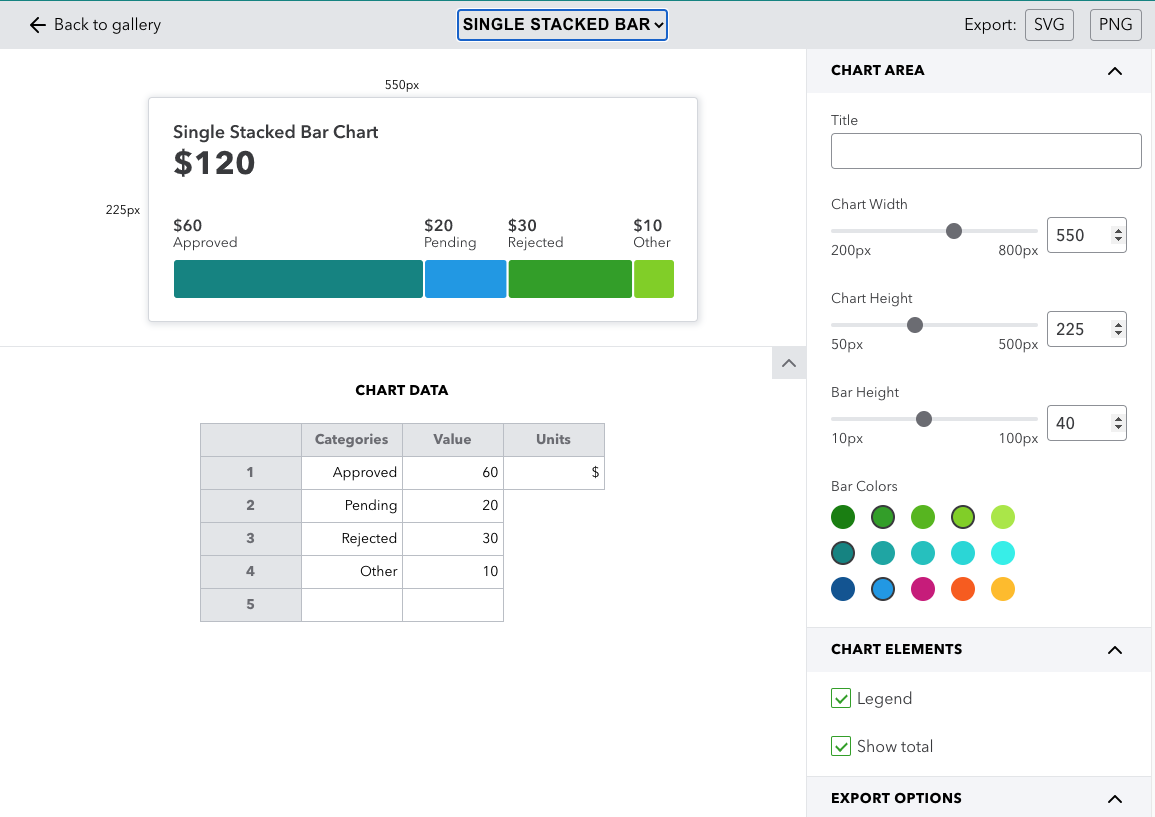 Back to gallery
SINGLE STACKED BAR
Export: SVG PNG
550px
225px
Single Stacked Bar Chart
$120
$60 $20 $30 $10
Approved Pending Rejected Other
CHART DATA
Categories Value Units
1 Approved 60 $
2 Pending 20
3 Rejected 30
4 Other 10
5
CHART AREA
Title
Chart Width
550
200px 800px
Chart Height
225
50px 500px
Bar Height
40
10px 100px
Bar Colors
CHART ELEMENTS
Legend
Show total
EXPORT OPTIONS